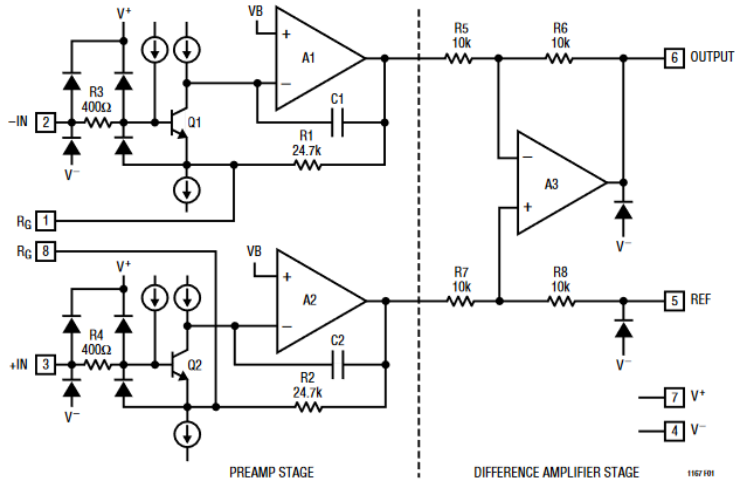 V+
VB
R5
10k
R6
10k
6 OUTPUT
+
A1
−
R3
400Ω
C1
−IN 2
Q1
R1
24.7k
V−
−
A3
+
RG 1
V−
RG 8
V+
VB
+
A2
−
R7
10k
R8
10k
5 REF
R4
400Ω
C2
+IN 3
Q2
R2
24.7k
V−
V−
7 V+
4 V−
PREAMP STAGE
DIFFERENCE AMPLIFIER STAGE
1167 F01